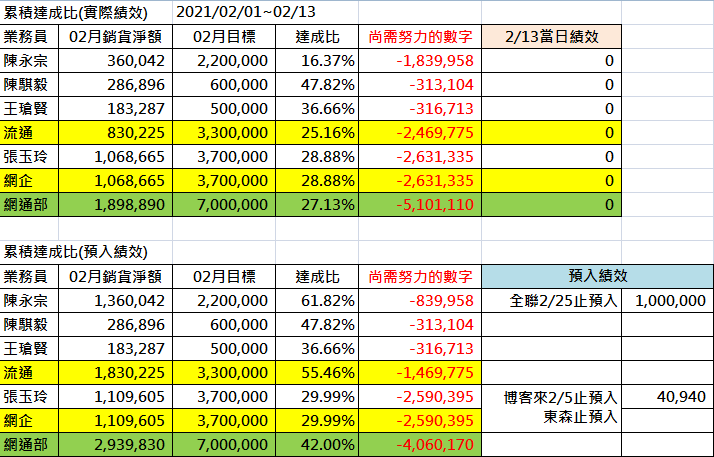 累積達成比(實際績效) 2021/02/01~02/13
業務員 02月銷貨淨額 02月目標 達成比 尚需努力的數字 2/13當日績效
陳永宗 360,042 2,200,000 16.37% -1,839,958 0
陳騏毅 286,896 600,000 47.82% -313,104 0
王瑲賢 183,287 500,000 36.66% -316,713 0
流通 830,225 3,300,000 25.16% -2,469,775 0
張玉玲 1,068,665 3,700,000 28.88% -2,631,335 0
網企 1,068,665 3,700,000 28.88% -2,631,335 0
網通部 1,898,890 7,000,000 27.13% -5,101,110 0
累積達成比(預入績效)
業務員 02月銷貨淨額 02月目標 達成比 尚需努力的數字 預入績效
陳永宗 1,360,042 2,200,000 61.82% -839,958 全聯2/25止預入 1,000,000
陳騏毅 286,896 600,000 47.82% -313,104
王瑲賢 183,287 500,000 36.66% -316,713
流通 1,830,225 3,300,000 55.46% -1,469,775
張玉玲 1,109,605 3,700,000 29.99% -2,590,395 博客來2/5止預入 40,940
網企 1,109,605 3,700,000 29.99% -2,590,395 東森止預入
網通部 2,939,830 7,000,000 42.00% -4,060,170